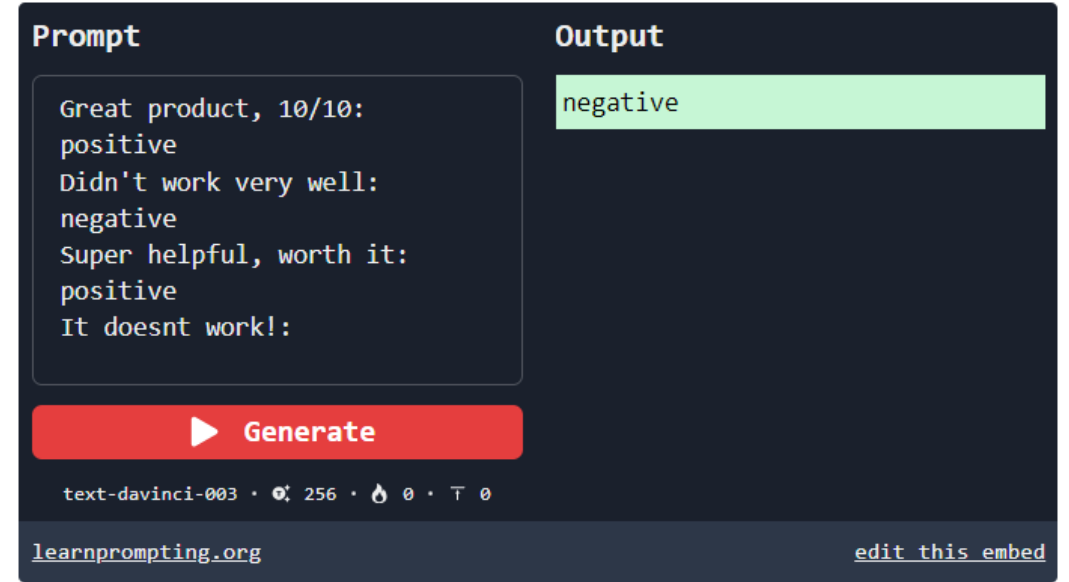 Prompt
Great product, 10/10:
positive
Didn't work very well:
negative
Super helpful, worth it:
positive
It doesnt work!:
Generate
text-davinci-003 · 256 · 0 · 0
Output
negative
learnprompting.org
edit this embed